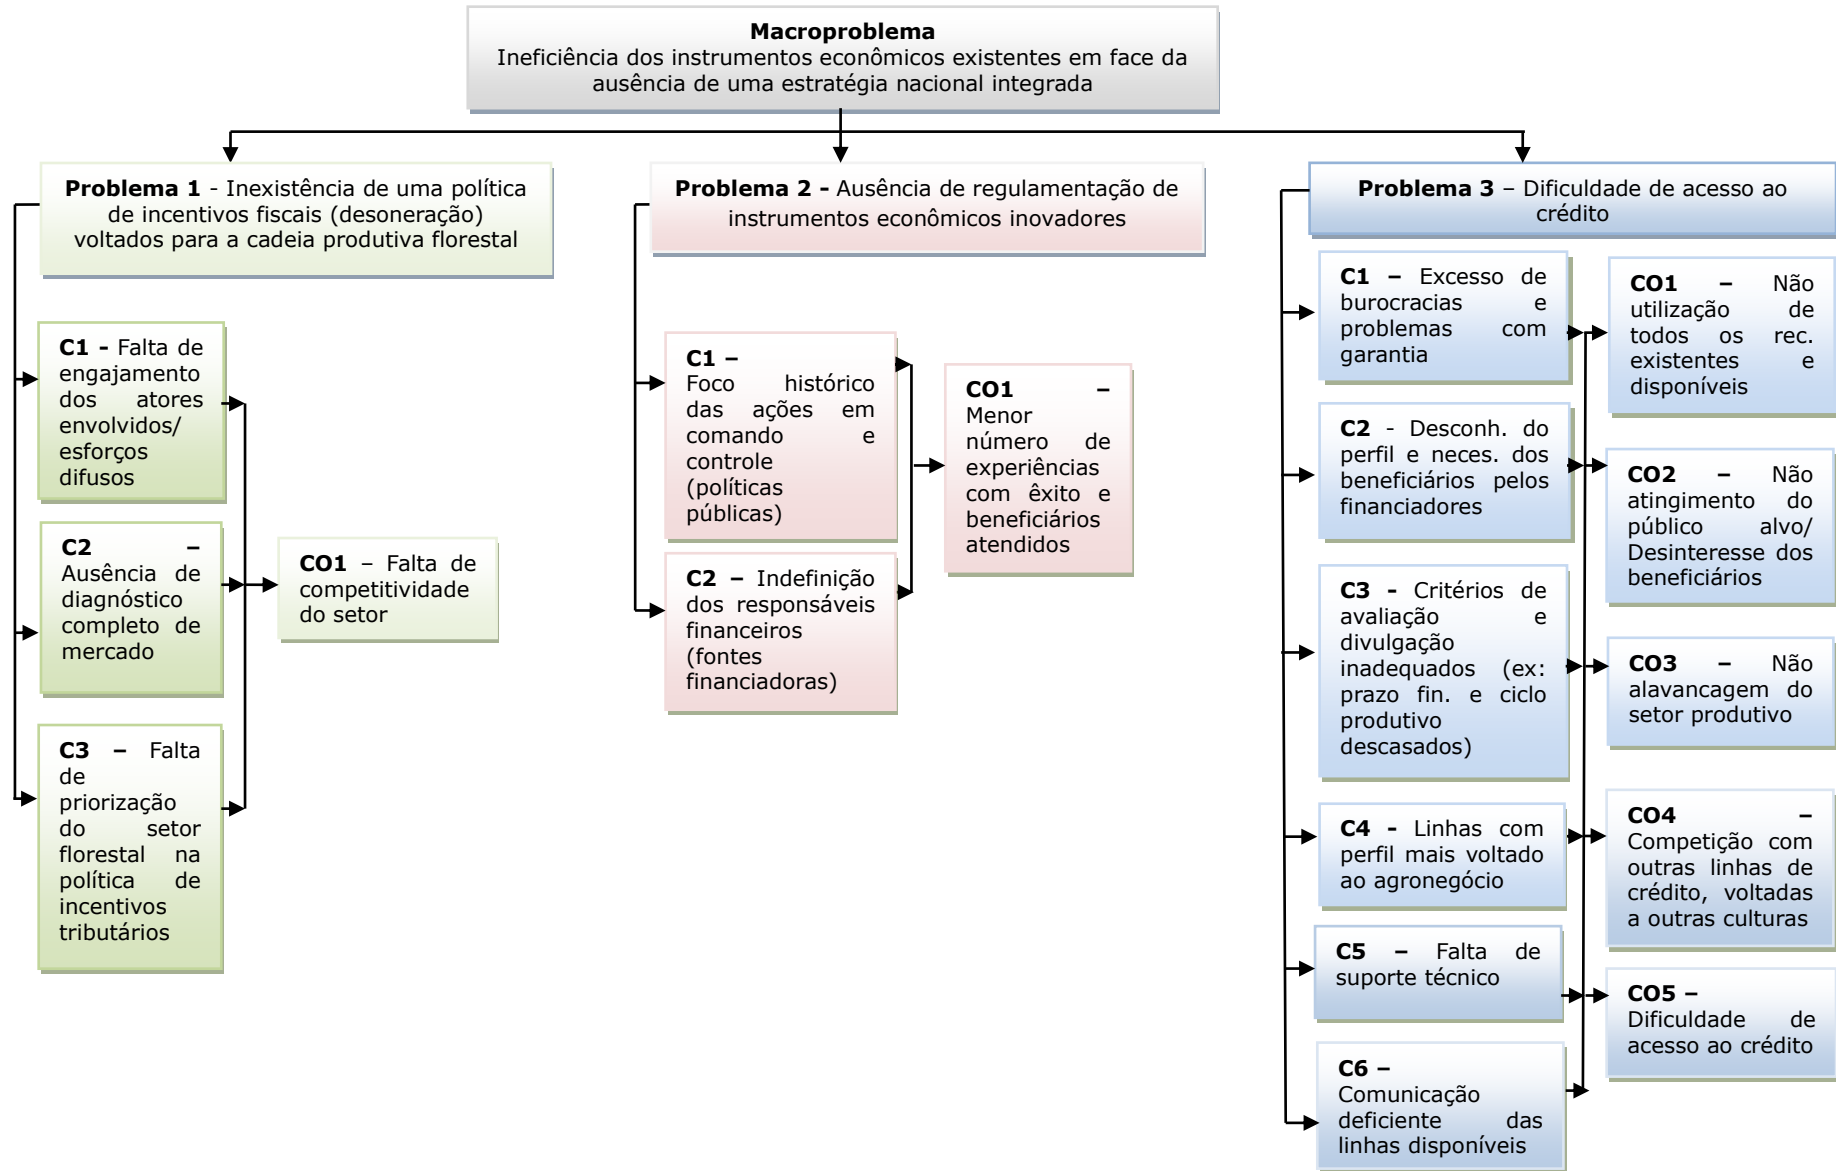 Macroproblema
Ineficiência dos instrumentos econômicos existentes em face da
ausência de uma estratégia nacional integrada
Problema 1 - Inexistência de uma política
de incentivos fiscais (desoneração)
voltados para a cadeia produtiva florestal
C1 - Falta de
engajamento
dos atores
envolvidos/
esforços
difusos
C2 –
Ausência de
diagnóstico
completo de
mercado
C3 – Falta
de
priorização
do setor
florestal na
política de
incentivos
tributários
CO1 – Falta de
competitividade
do setor
Problema 2 - Ausência de regulamentação de
instrumentos econômicos inovadores
C1 –
Foco histórico
das ações em
comando e
controle
(políticas
públicas)
C2 – Indefinição
dos responsáveis
financeiros
(fontes
financiadoras)
CO1 –
Menor
número de
experiências
com êxito e
beneficiários
atendidos
Problema 3 – Dificuldade de acesso ao
crédito
C1 – Excesso de
burocracias e
problemas com
garantia
C2 - Desconh. do
perfil e neces. dos
beneficiários pelos
financiadores
C3 - Critérios de
avaliação e
divulgação
inadequados (ex:
prazo fin. e ciclo
produtivo
descasados)
C4 - Linhas com
perfil mais voltado
ao agronegócio
C5 – Falta de
suporte técnico
C6 –
Comunicação
deficiente das
linhas disponíveis
CO1 – Não
utilização de
todos os rec.
existentes e
disponíveis
CO2 – Não
atingimento do
público alvo/
Desinteresse dos
beneficiários
CO3 – Não
alavancagem do
setor produtivo
CO4 –
Competição com
outras linhas de
crédito, voltadas
a outras culturas
CO5 –
Dificuldade de
acesso ao crédito